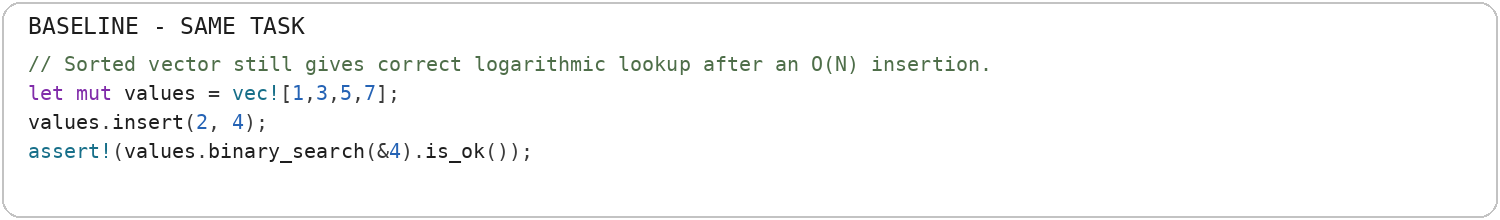 BASELINE - SAME TASK
// Sorted vector still gives correct logarithmic lookup after an O(N) insertion.
let mut values = vec![1,3,5,7];
values.insert(2, 4);
assert!(values.binary_search(&4).is_ok());